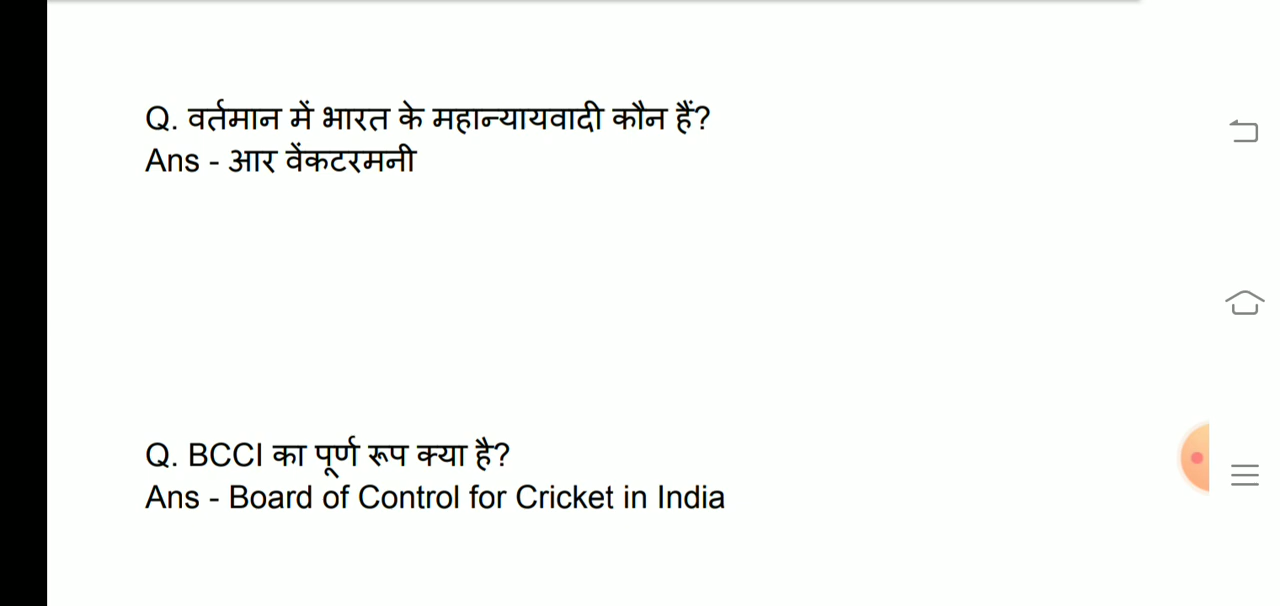 Q. वर्तमान में भारत के महान्यायवादी कौन हैं?
Ans - आर वेंकटरमनी
Q. BCCI का पूर्ण रूप क्या है?
Ans - Board of Control for Cricket in India